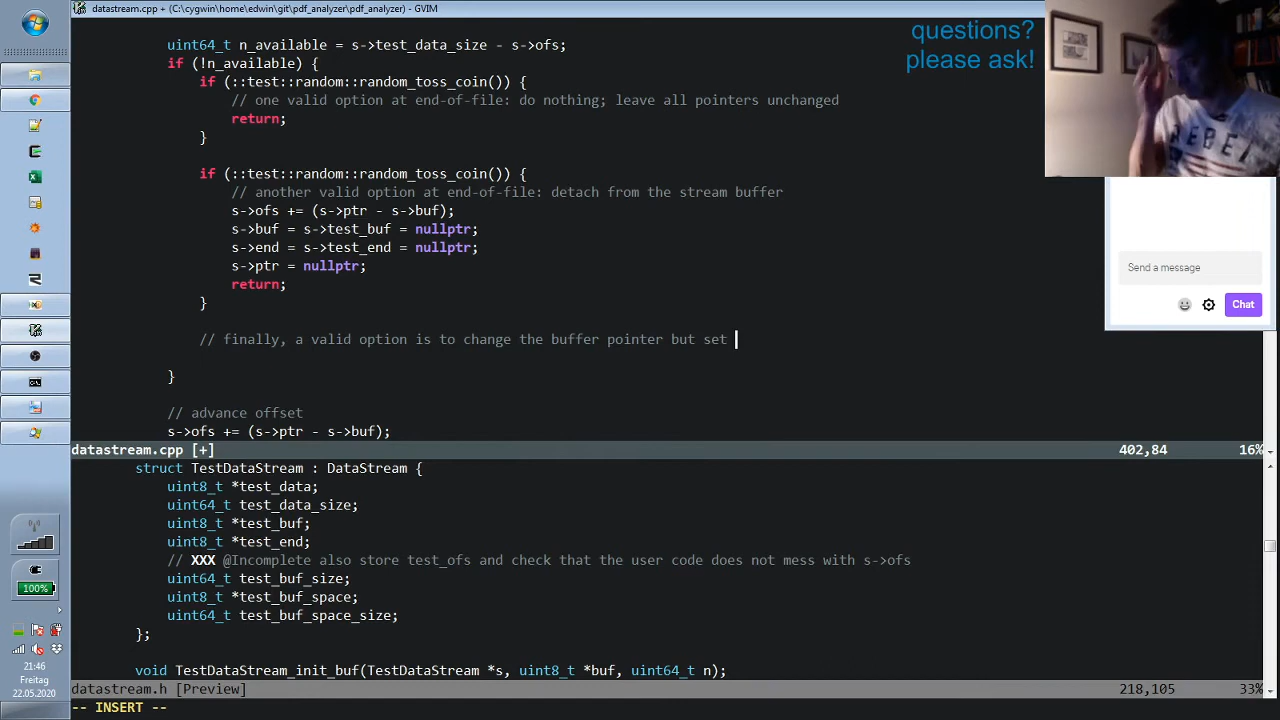 datastream.cpp + (C:\cygwin\home\edwin\git\pdf_analyzer\pdf_analyzer) - GVIM
questions?
please ask!
uint64_t n_available = s->test_data_size - s->ofs;
if (!n_available) {
if (::test::random::random_toss_coin()) {
// one valid option at end-of-file: do nothing; leave all pointers unchanged
return;
}
if (::test::random::random_toss_coin()) {
// another valid option at end-of-file: detach from the stream buffer
s->ofs += (s->ptr - s->buf);
s->buf = s->test_buf = nullptr;
s->end = s->test_end = nullptr;
s->ptr = nullptr;
return;
}
// finally, a valid option is to change the buffer pointer but set
}
// advance offset
s->ofs += (s->ptr - s->buf);
datastream.cpp [+] 402,84 16%
struct TestDataStream : DataStream {
uint8_t *test_data;
uint64_t test_data_size;
uint8_t *test_buf;
uint8_t *test_end;
// XXX @Incomplete also store test_ofs and check that the user code does not mess with s->ofs
uint64_t test_buf_size;
uint8_t *test_buf_space;
uint64_t test_buf_space_size;
};
void TestDataStream_init_buf(TestDataStream *s, uint8_t *buf, uint64_t n);
datastream.h [Preview] 218,105 33%
-- INSERT --
REBEL
Send a message
Chat
100%
21:46
Freitag
22.05.2020